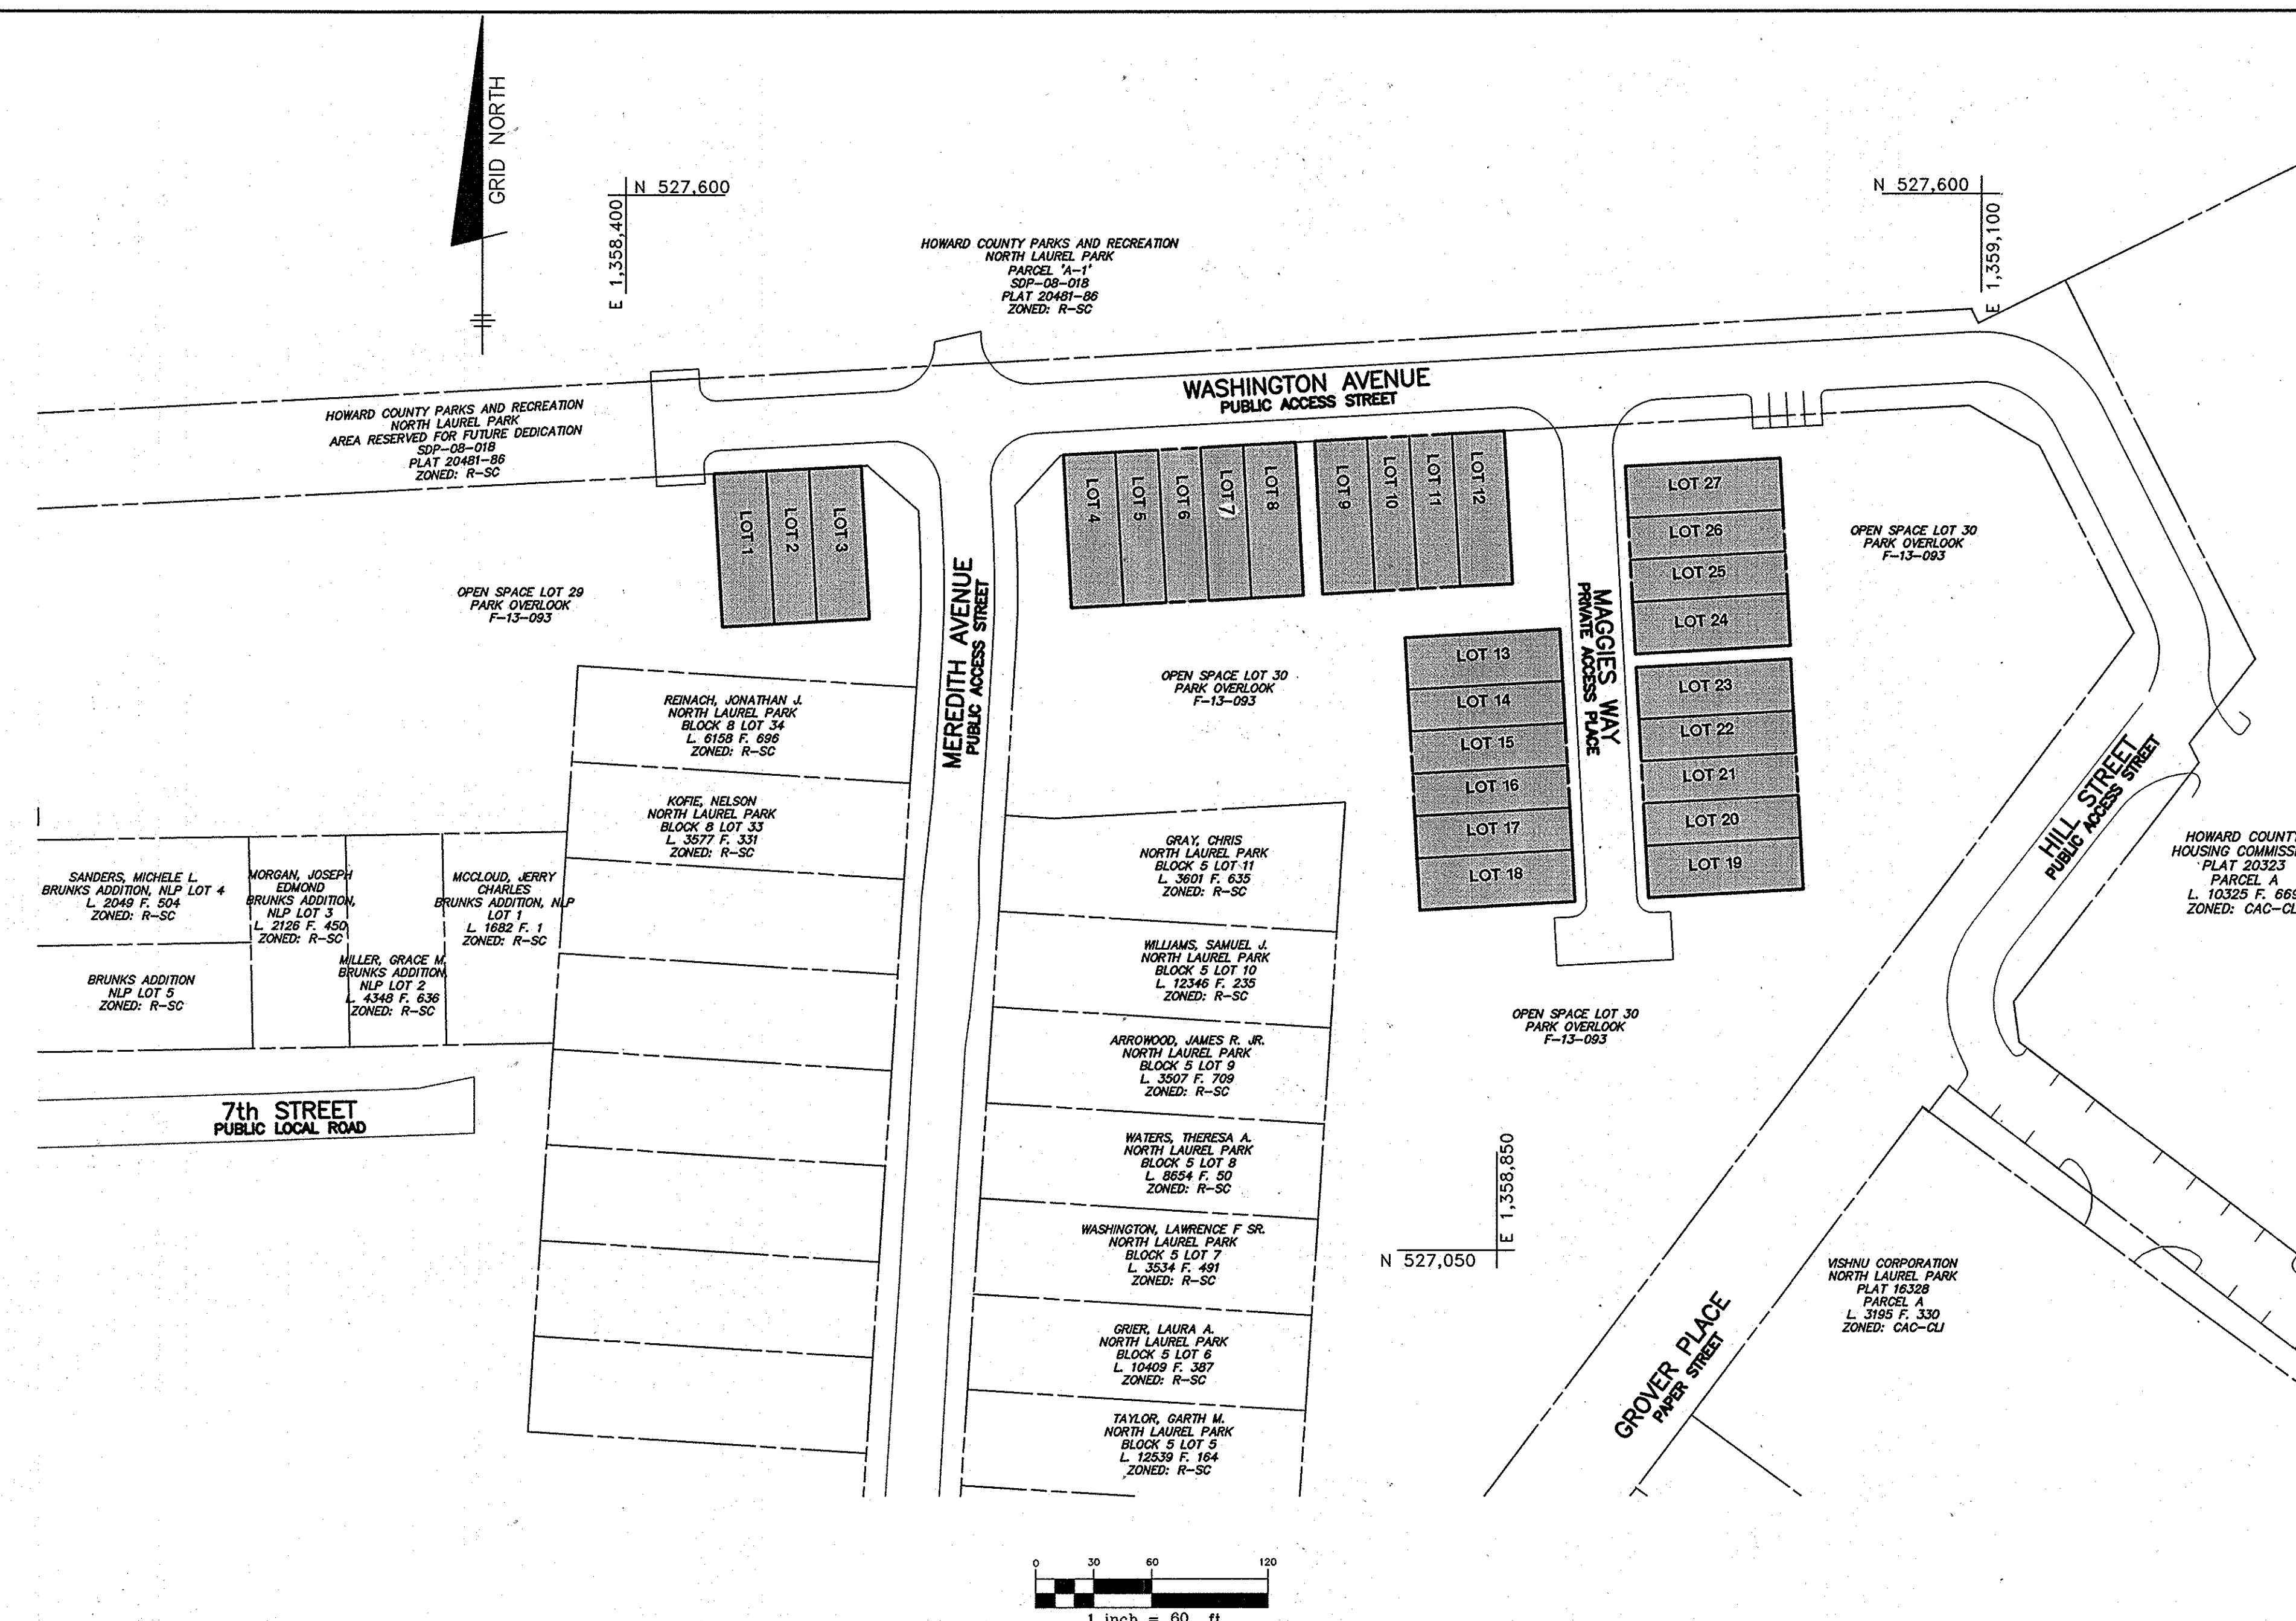 GRID NORTH
N 527,600
E 1,358,400
N 527,600
E 1,359,100
HOWARD COUNTY PARKS AND RECREATION
NORTH LAUREL PARK
PARCEL 'A-1'
SDP-08-018
PLAT 20481-86
ZONED: R-SC
HOWARD COUNTY PARKS AND RECREATION
NORTH LAUREL PARK
AREA RESERVED FOR FUTURE DEDICATION
SDP-08-018
PLAT 20481-86
ZONED: R-SC
WASHINGTON AVENUE
PUBLIC ACCESS STREET
LOT 1
LOT 2
LOT 3
LOT 4
LOT 5
LOT 6
LOT 7
LOT 8
LOT 9
LOT 10
LOT 11
LOT 12
LOT 27
LOT 26
LOT 25
LOT 24
LOT 23
LOT 22
LOT 21
LOT 20
LOT 19
LOT 13
LOT 14
LOT 15
LOT 16
LOT 17
LOT 18
OPEN SPACE LOT 30
PARK OVERLOOK
F-13-093
OPEN SPACE LOT 29
PARK OVERLOOK
F-13-093
MEREDITH AVENUE
PUBLIC ACCESS STREET
MAGGIES WAY
PRIVATE ACCESS PLACE
OPEN SPACE LOT 30
PARK OVERLOOK
F-13-093
REINACH, JONATHAN J.
NORTH LAUREL PARK
BLOCK 8 LOT 34
L. 6158 F. 696
ZONED: R-SC
KOFIE, NELSON
NORTH LAUREL PARK
BLOCK 8 LOT 33
L. 3577 F. 331
ZONED: R-SC
HILL STREET
PUBLIC ACCESS STREET
HOWARD COUNTY
HOUSING COMMISS
PLAT 20323
PARCEL A
L. 10325 F. 669
ZONED: CAC-CL
SANDERS, MICHELE L.
BRUNKS ADDITION, NLP LOT 4
L. 2049 F. 504
ZONED: R-SC
MORGAN, JOSEPH
EDMOND
BRUNKS ADDITION,
NLP LOT 3
L. 2126 F. 450
ZONED: R-SC
MCCLOUD, JERRY
CHARLES
BRUNKS ADDITION, NLP
LOT 1
L. 1682 F. 1
ZONED: R-SC
MILLER, GRACE M.
BRUNKS ADDITION,
NLP LOT 2
L. 4348 F. 636
ZONED: R-SC
BRUNKS ADDITION
NLP LOT 5
ZONED: R-SC
7th STREET
PUBLIC LOCAL ROAD
GRAY, CHRIS
NORTH LAUREL PARK
BLOCK 5 LOT 11
L. 3601 F. 635
ZONED: R-SC
WILLIAMS, SAMUEL J.
NORTH LAUREL PARK
BLOCK 5 LOT 10
L. 12346 F. 235
ZONED: R-SC
ARROWOOD, JAMES R. JR.
NORTH LAUREL PARK
BLOCK 5 LOT 9
L. 3507 F. 709
ZONED: R-SC
WATERS, THERESA A.
NORTH LAUREL PARK
BLOCK 5 LOT 8
L. 8654 F. 50
ZONED: R-SC
WASHINGTON, LAWRENCE F SR.
NORTH LAUREL PARK
BLOCK 5 LOT 7
L. 3534 F. 491
ZONED: R-SC
GRIER, LAURA A.
NORTH LAUREL PARK
BLOCK 5 LOT 6
L. 10409 F. 387
ZONED: R-SC
TAYLOR, GARTH M.
NORTH LAUREL PARK
BLOCK 5 LOT 5
L. 12539 F. 164
ZONED: R-SC
OPEN SPACE LOT 30
PARK OVERLOOK
F-13-093
E 1,358,850
N 527,050
GROVER PLACE
PAPER STREET
VISHNU CORPORATION
NORTH LAUREL PARK
PLAT 16328
PARCEL A
L. 3195 F. 330
ZONED: CAC-CLI
0 30 60 120
1 inch = 60 ft.